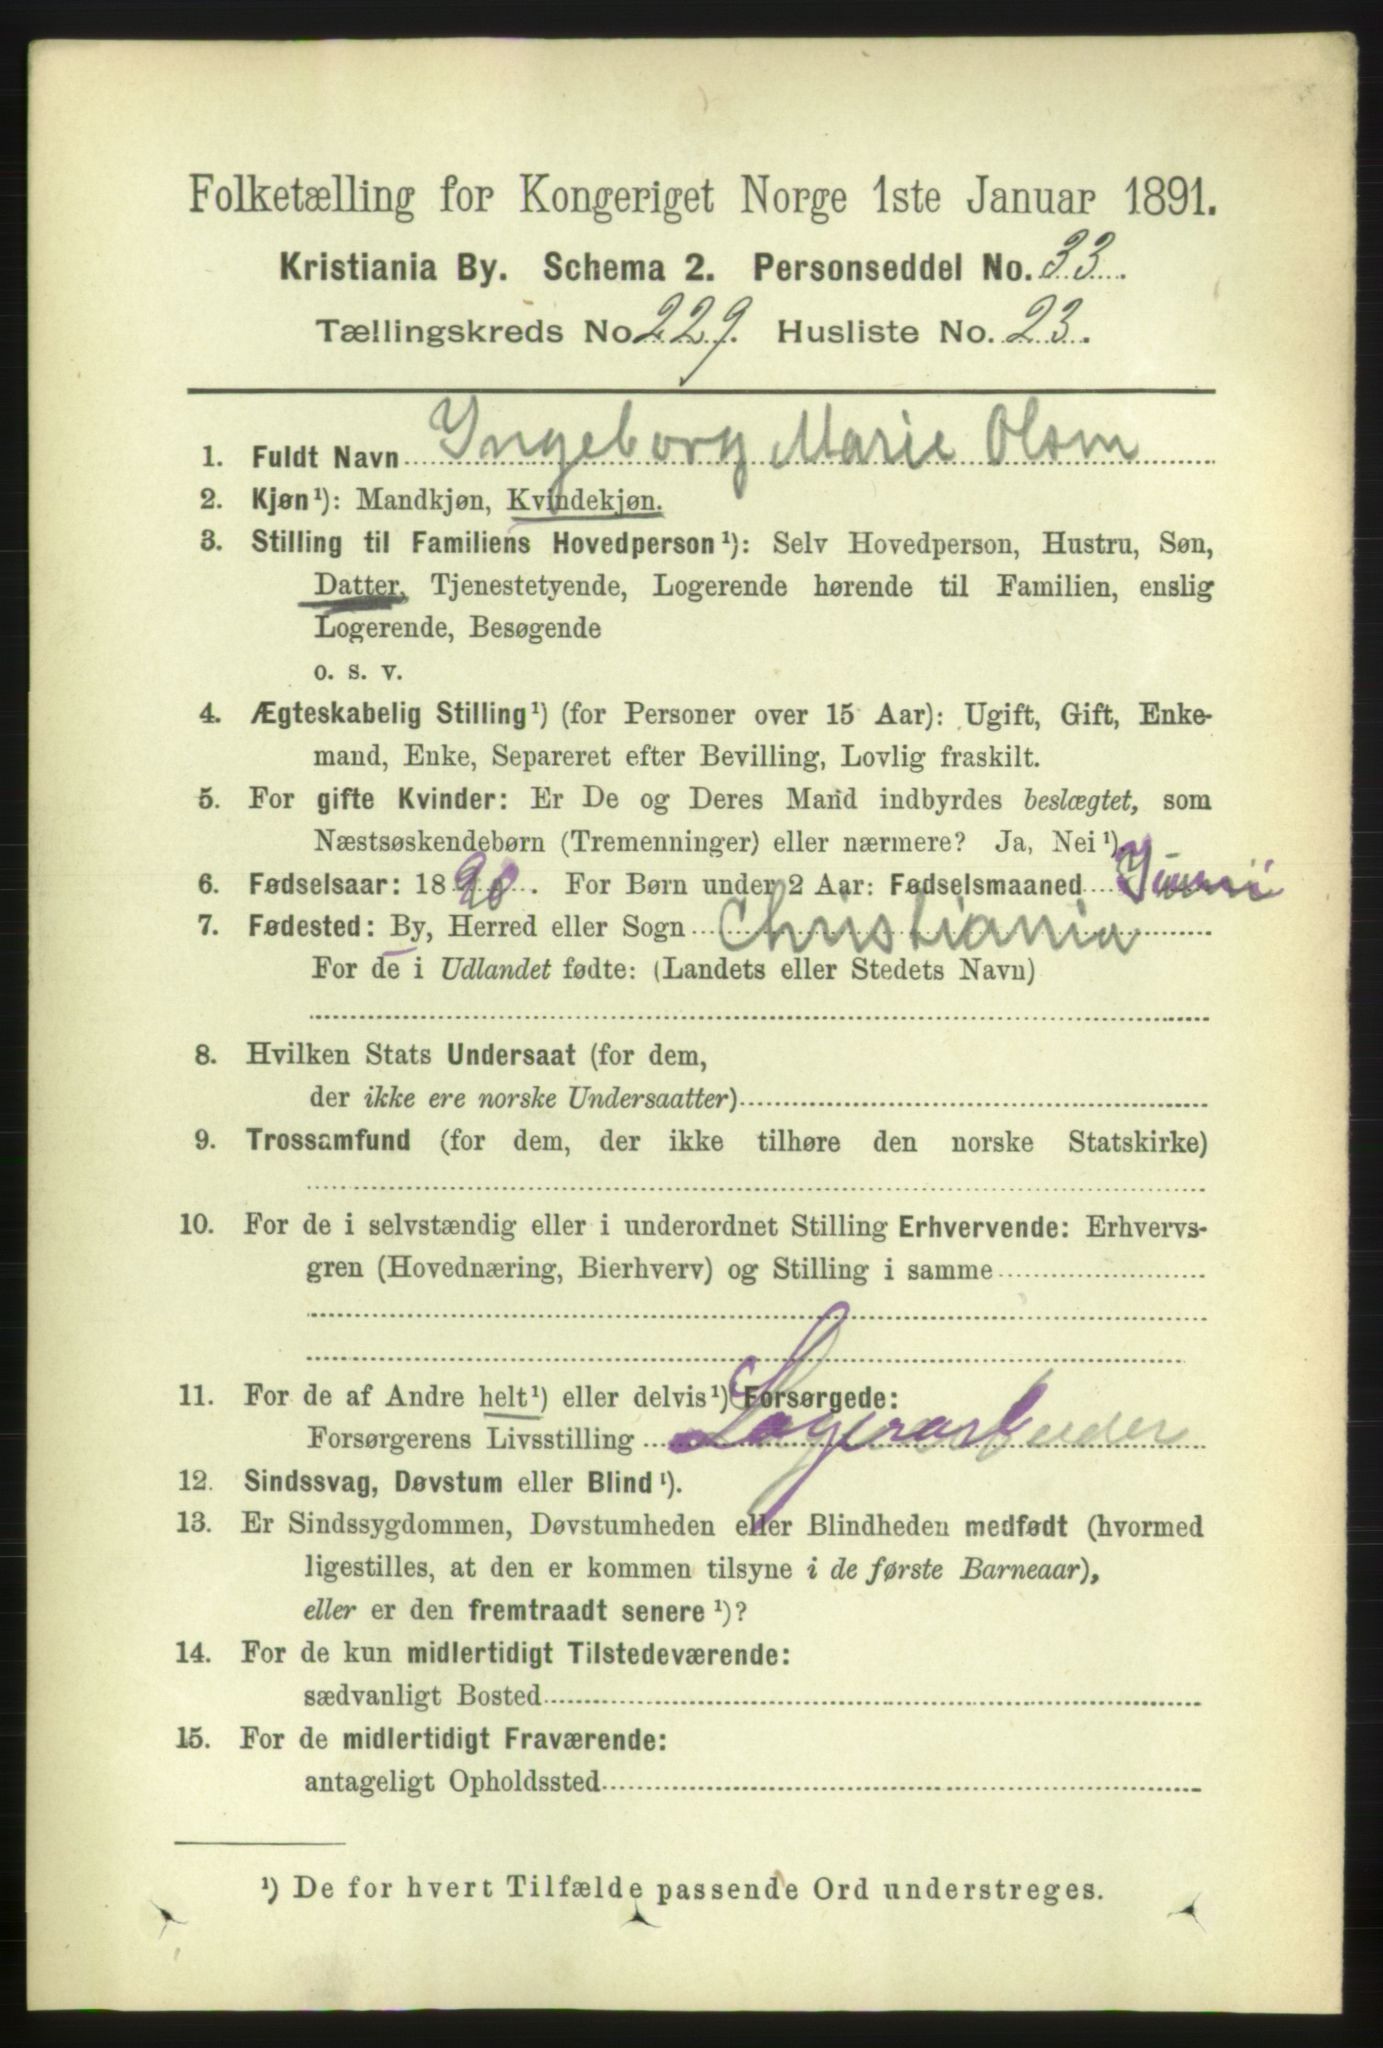 Folketælling for Kongeriget Norge 1ste Januar 1891.
Kristiania By. Schema 2. Personseddel No. 33.
Tællingskreds No 229. Husliste No. 23.
1. Fuldt Navn Ingeborg Marie Olsen
2. Kjøn¹): Mandkjøn, Kvindekjøn.
3. Stilling til Familiens Hovedperson¹): Selv Hovedperson, Hustru, Søn,
Datter, Tjenestetyende, Logerende hørende til Familien, enslig
Logerende, Besøgende
o. s. v.
4. Ægteskabelig Stilling¹) (for Personer over 15 Aar): Ugift, Gift, Enke-
mand, Enke, Separeret efter Bevilling, Lovlig fraskilt.
5. For gifte Kvinder: Er De og Deres Mand indbyrdes beslægtet, som
Næstsøskendebørn (Tremenninger) eller nærmere? Ja, Nei¹).
6. Fødselsaar: 1890. For Børn under 2 Aar: Fødselsmaaned
7. Fødested: By, Herred eller Sogn Christiania
For de i Udlandet fødte: (Landets eller Stedets Navn)
8. Hvilken Stats Undersaat (for dem,
der ikke ere norske Undersaatter)
9. Trossamfund (for dem, der ikke tilhøre den norske Statskirke)
10. For de i selvstændig eller i underordnet Stilling Erhvervende: Erhvervs-
gren (Hovednæring, Bierhverv) og Stilling i samme
11. For de af Andre helt¹) eller delvis¹) Forsørgede:
Forsørgerens Livsstilling
12. Sindssvag, Døvstum eller Blind¹).
13. Er Sindssygdommen, Døvstumheden eller Blindheden medfødt (hvormed
ligestilles, at den er kommen tilsyne i de første Barneaar),
eller er den fremtraadt senere¹)?
14. For de kun midlertidigt Tilstedeværende:
sædvanligt Bosted
15. For de midlertidigt Fraværende:
antageligt Opholdssted
¹) De for hvert Tilfælde passende Ord understreges.